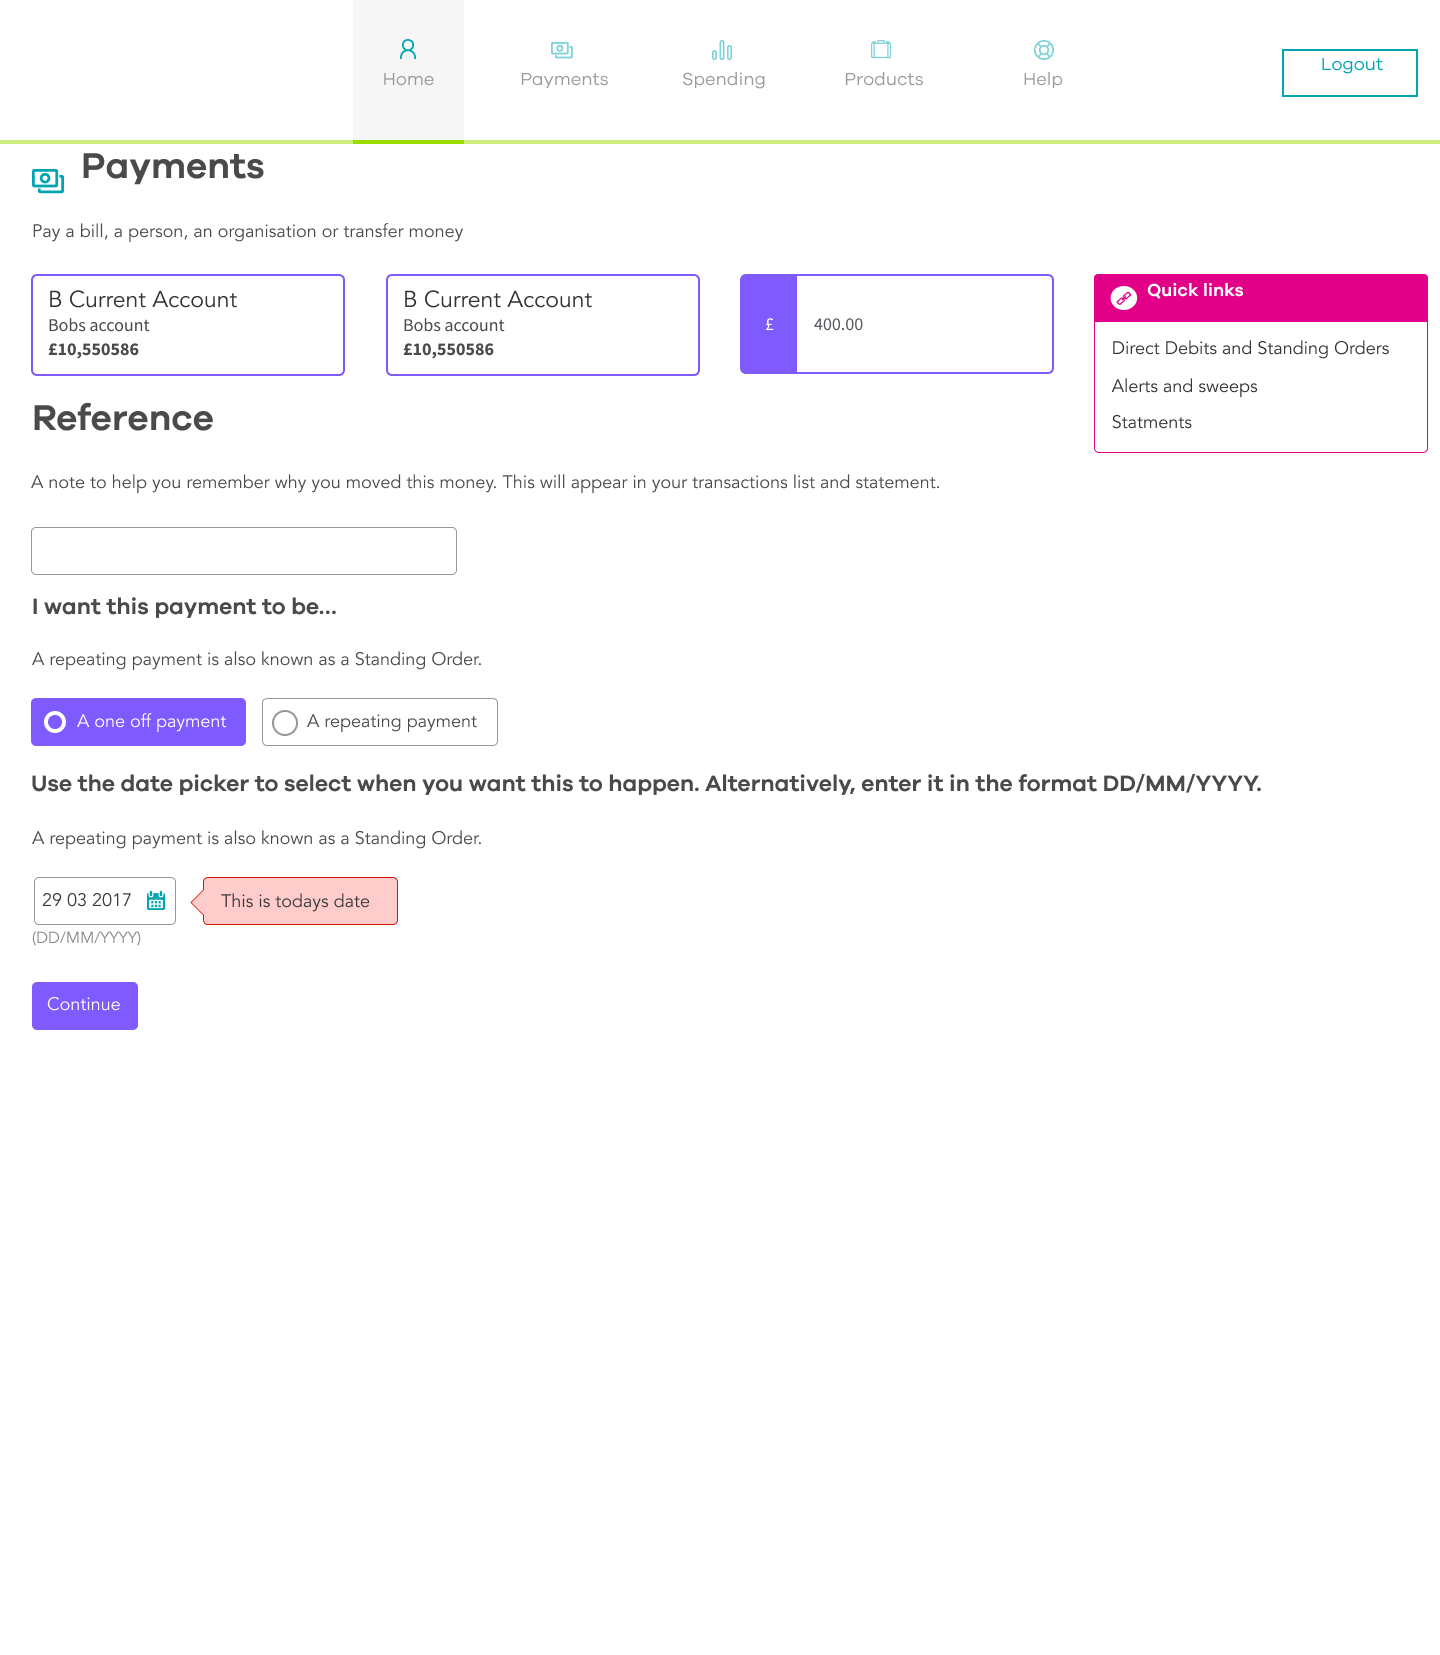 Home
Payments
Spending
Products
Help
Logout
Payments
Pay a bill, a person, an organisation or transfer money
B Current Account
Bobs account
£10,550586
B Current Account
Bobs account
£10,550586
£
400.00
Quick links
Direct Debits and Standing Orders
Alerts and sweeps
Statments
Reference
A note to help you remember why you moved this money. This will appear in your transactions list and statement.
I want this payment to be...
A repeating payment is also known as a Standing Order.
A one off payment
A repeating payment
Use the date picker to select when you want this to happen. Alternatively, enter it in the format DD/MM/YYYY.
A repeating payment is also known as a Standing Order.
29 03 2017
This is todays date
(DD/MM/YYYY)
Continue